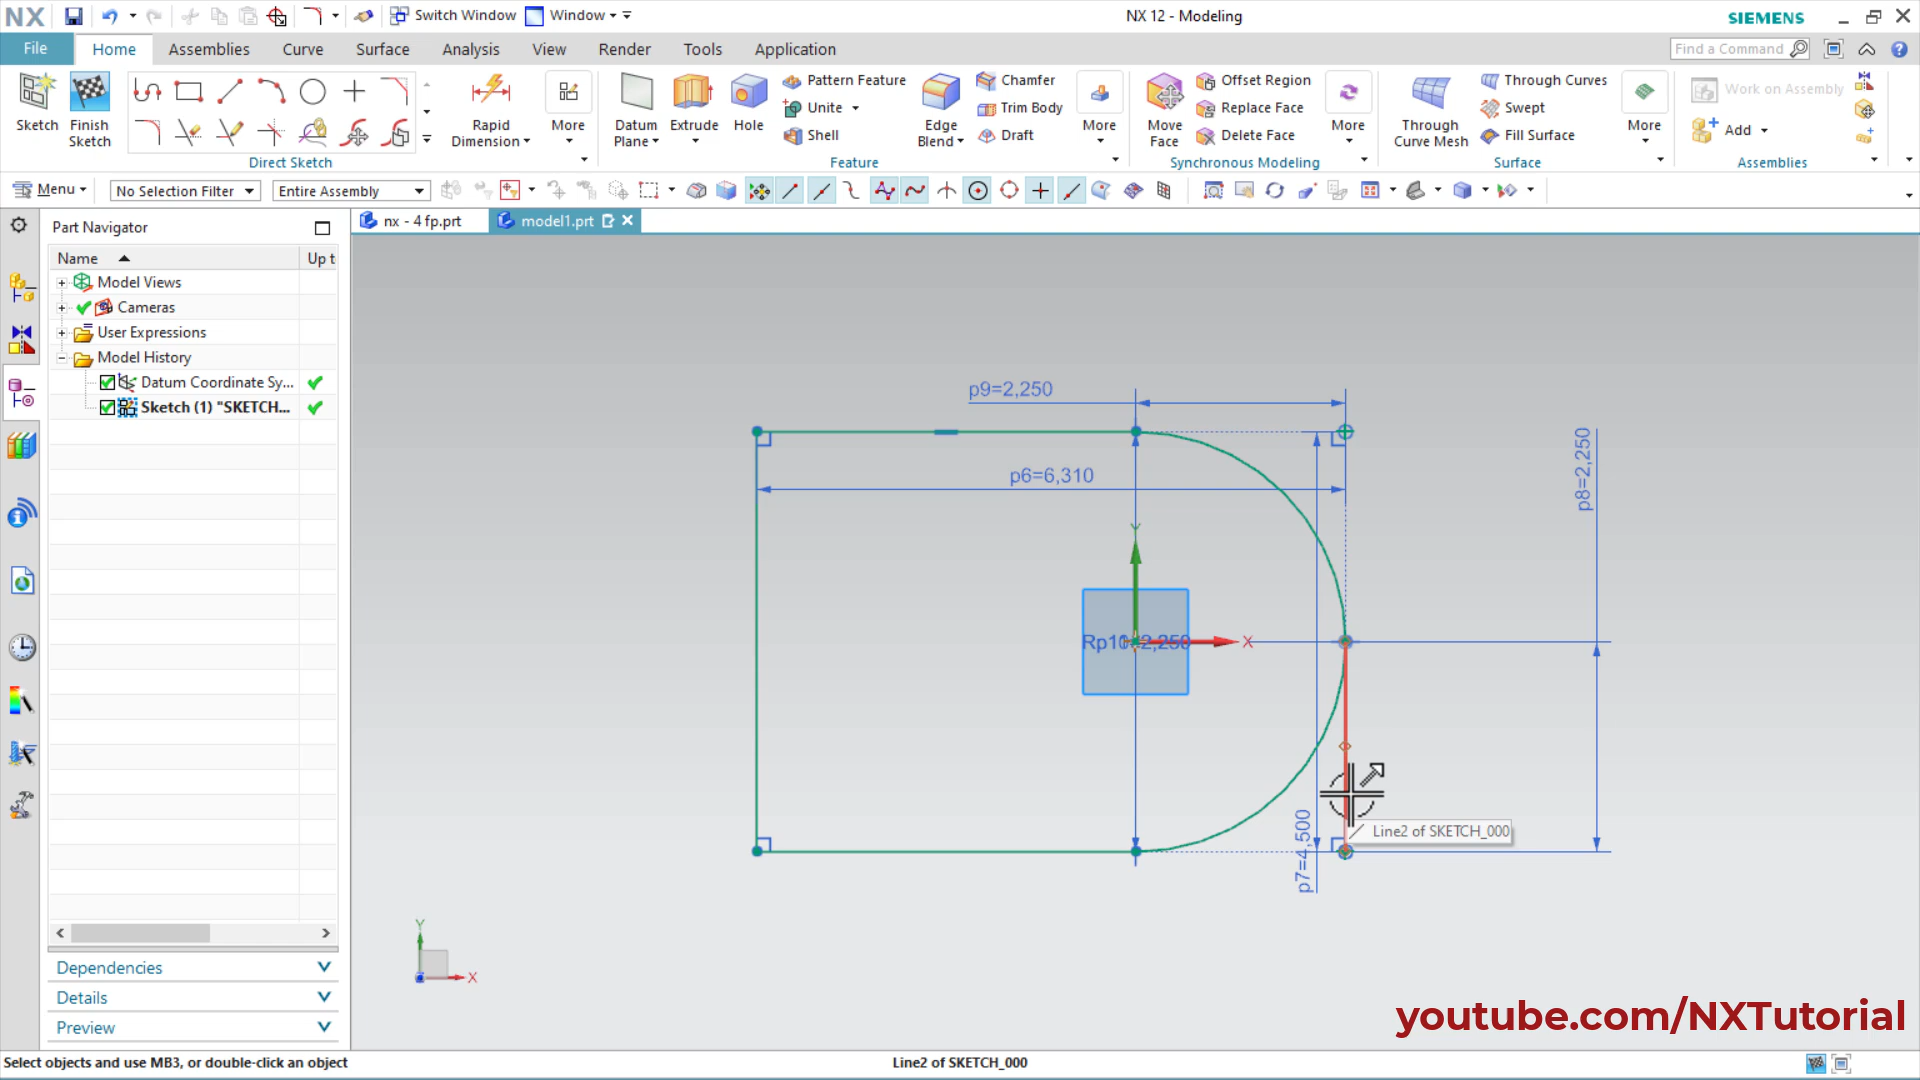 NX
Switch Window
Window
NX 12 - Modeling
SIEMENS
File
Home
Assemblies
Curve
Surface
Analysis
View
Render
Tools
Application
Find a Command
Sketch
Finish
Sketch
Rapid
Dimension
More
Direct Sketch
Datum
Plane
Extrude
Hole
Pattern Feature
Unite
Shell
Edge
Blend
Chamfer
Trim Body
Draft
More
Feature
Move
Face
Offset Region
Replace Face
Delete Face
More
Synchronous Modeling
Through
Curve Mesh
Through Curves
Swept
Fill Surface
More
Surface
Work on Assembly
Add
Assemblies
Menu
No Selection Filter
Entire Assembly
Part Navigator
nx - 4 fp.prt
model1.prt
Name
Up t
Model Views
Cameras
User Expressions
Model History
Datum Coordinate Sy...
Sketch (1) "SKETCH...
Dependencies
Details
Preview
p9=2,250
p6=6,310
p8=2,250
Y
X
p7=4,500
Line2 of SKETCH_000
Y
X
youtube.com/NXTutorial
Select objects and use MB3, or double-click an object
Line2 of SKETCH_000